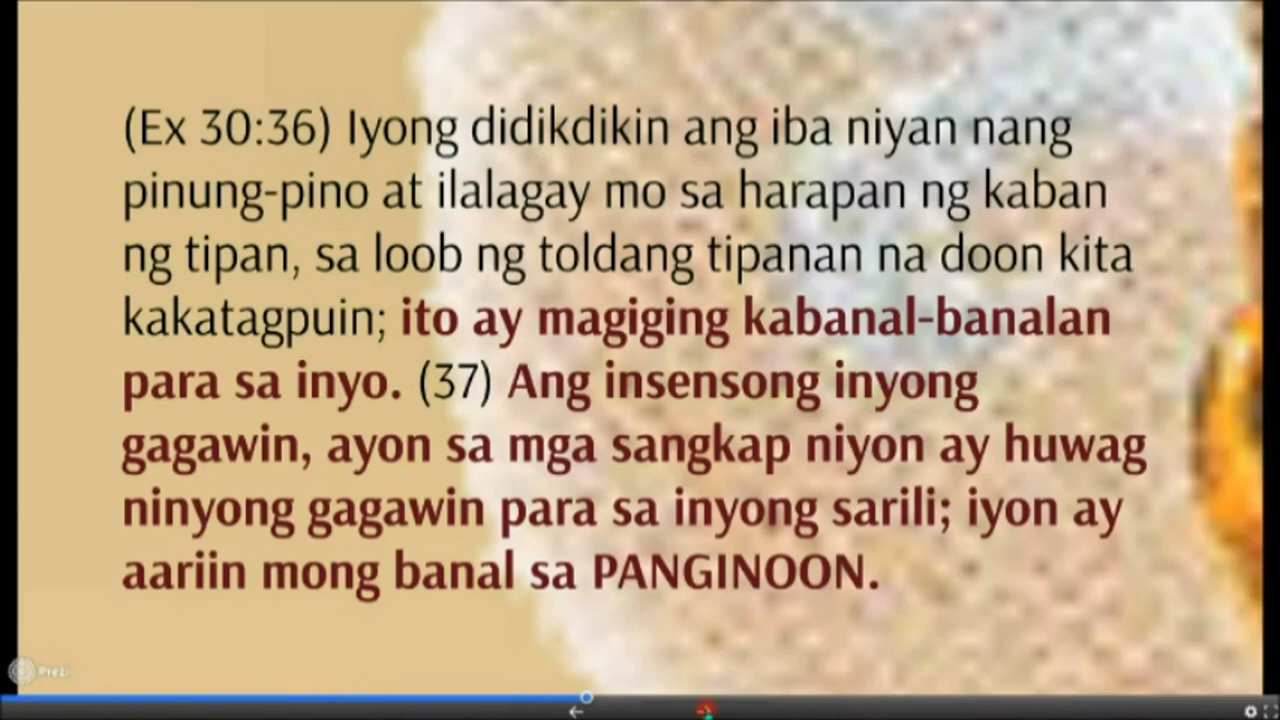 (Ex 30:36) Iyong didikdikin ang iba niyan nang
pinung-pino at ilalagay mo sa harapan ng kaban
ng tipan, sa loob ng toldang tipanan na doon kita
kakatagpuin; ito ay magiging kabanal-banalan
para sa inyo. (37) Ang insensong inyong
gagawin, ayon sa mga sangkap niyon ay huwag
ninyong gagawin para sa inyong sarili; iyon ay
aariin mong banal sa PANGINOON.
Prezi